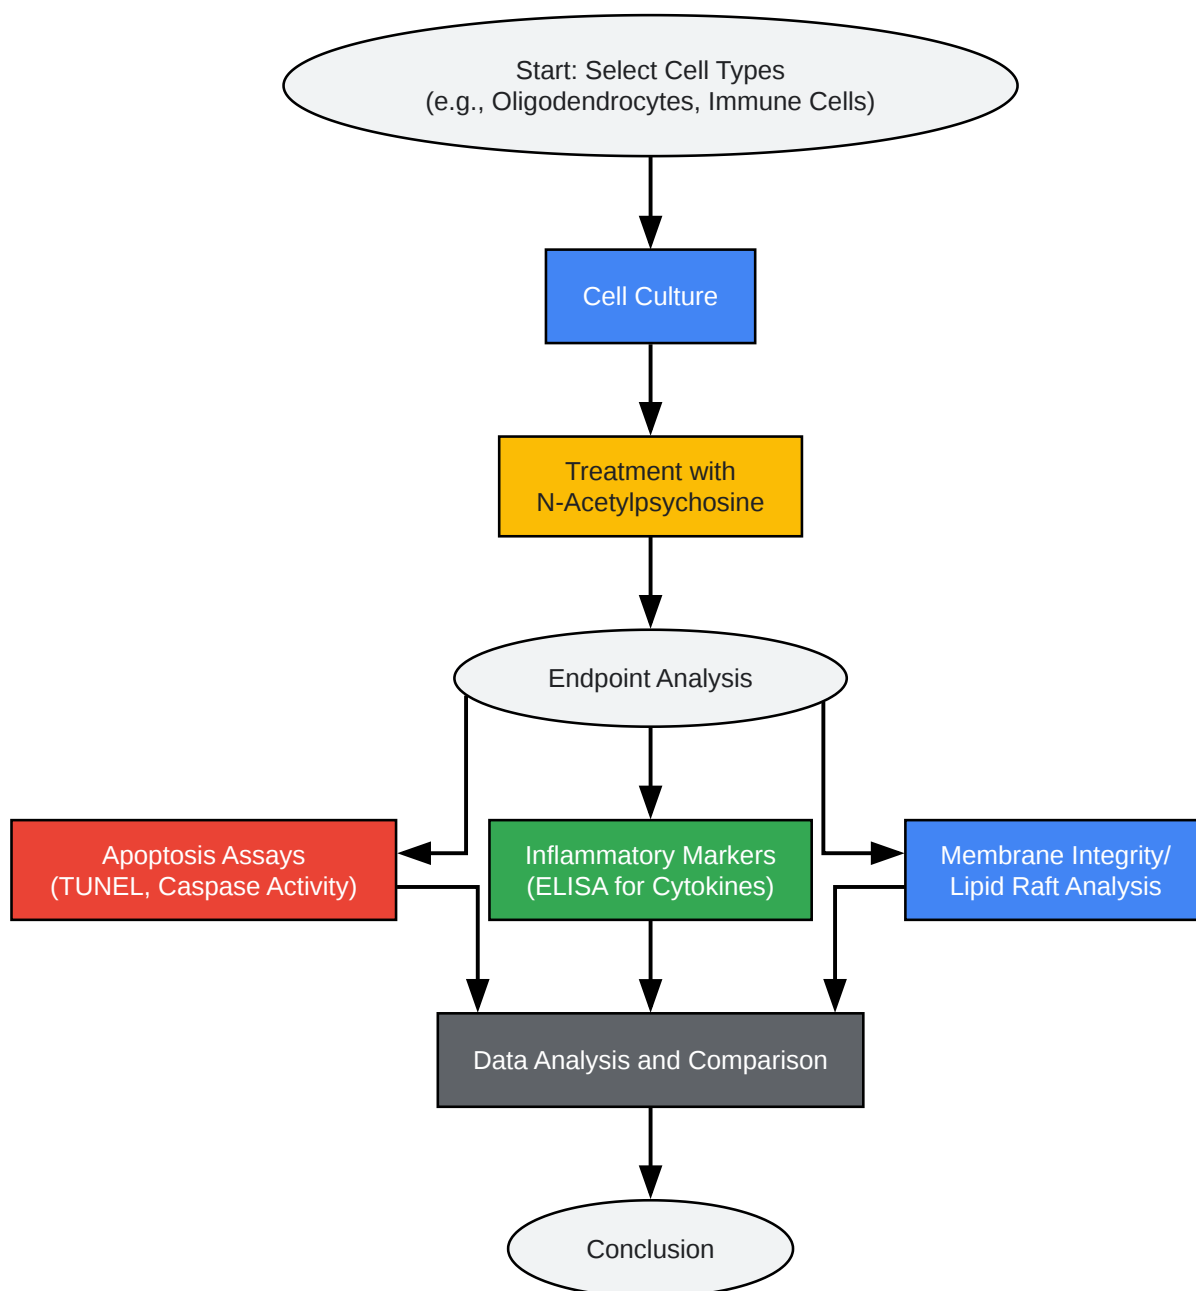 Start: Select Cell Types
(e.g., Oligodendrocytes, Immune Cells)
Cell Culture
Treatment with
N-Acetylpsychosine
Endpoint Analysis
Apoptosis Assays
(TUNEL, Caspase Activity)
Inflammatory Markers
(ELISA for Cytokines)
Membrane Integrity/
Lipid Raft Analysis
Data Analysis and Comparison
Conclusion